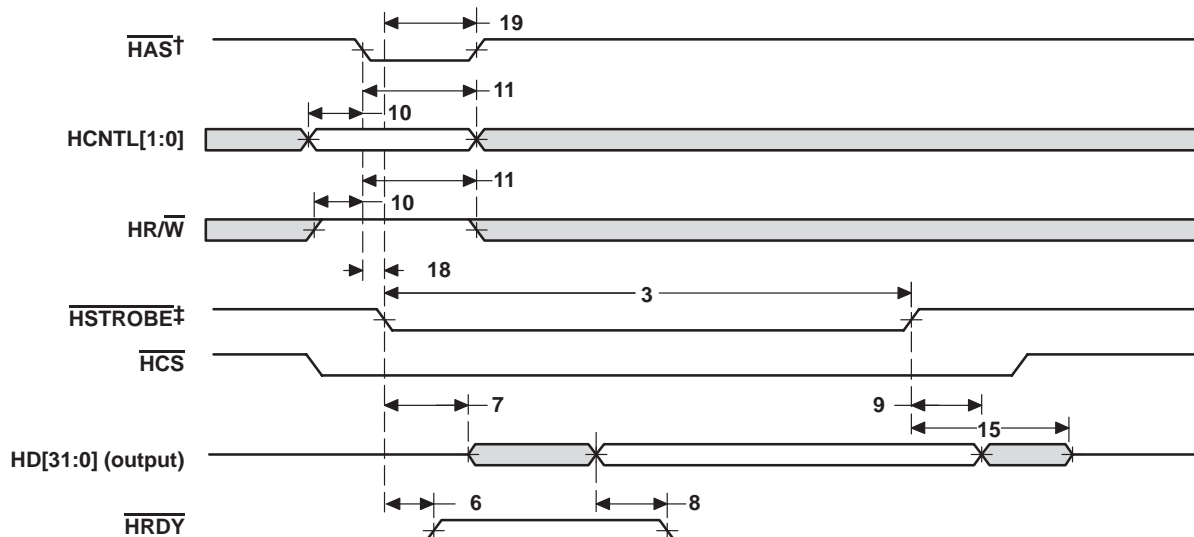 19
HAS†
11
10
HCNTL[1:0]
11
10
HR/W
18
3
HSTROBE‡
HCS
7
9
15
HD[31:0] (output)
6
8
HRDY